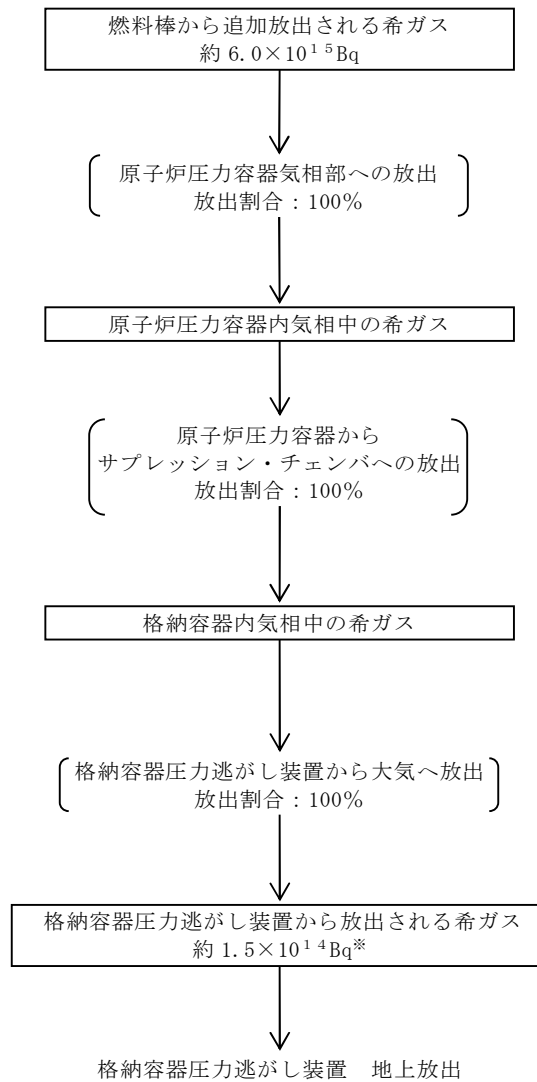 燃料棒から追加放出される希ガス
約 6.0×10¹⁵Bq
原子炉圧力容器気相部への放出
放出割合：100%
原子炉圧力容器内気相中の希ガス
原子炉圧力容器から
サプレッション・チェンバへの放出
放出割合：100%
格納容器内気相中の希ガス
格納容器圧力逃がし装置から大気へ放出
放出割合：100%
格納容器圧力逃がし装置から放出される希ガス
約 1.5×10¹⁴Bq※
格納容器圧力逃がし装置　地上放出